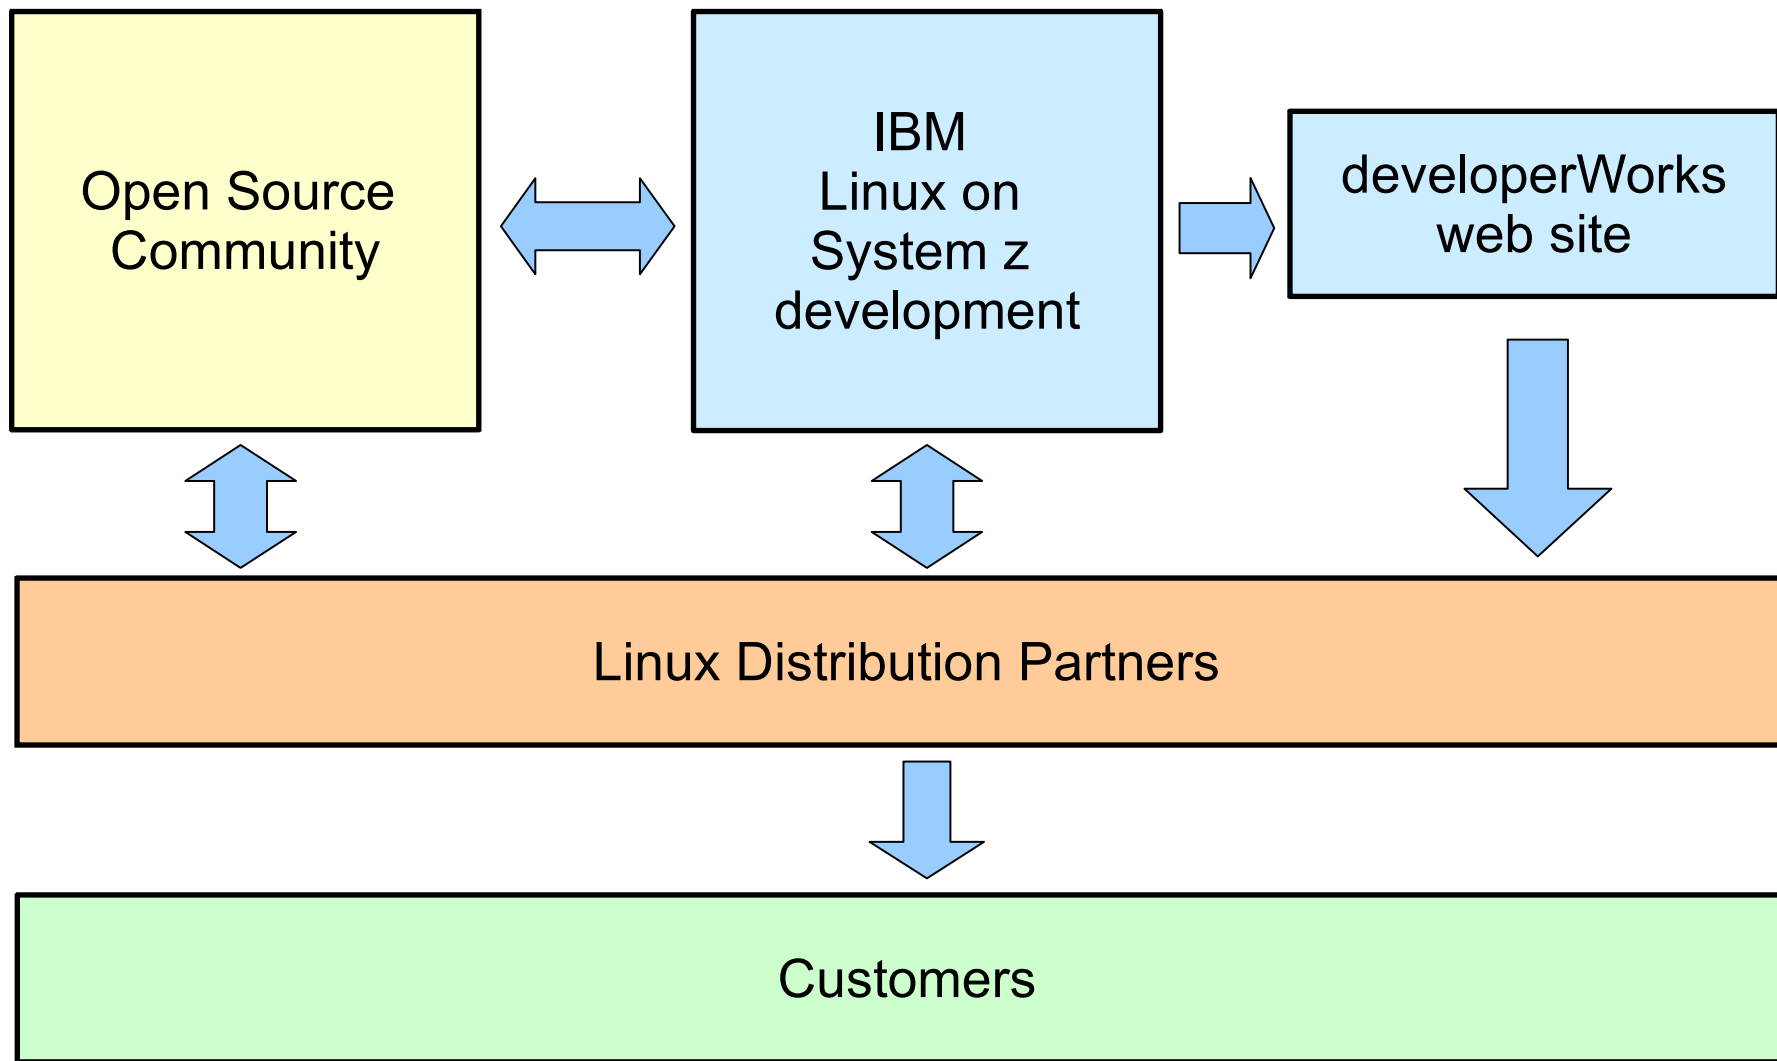 Open Source
Community
IBM
Linux on
System z
development
developerWorks
web site
Linux Distribution Partners
Customers